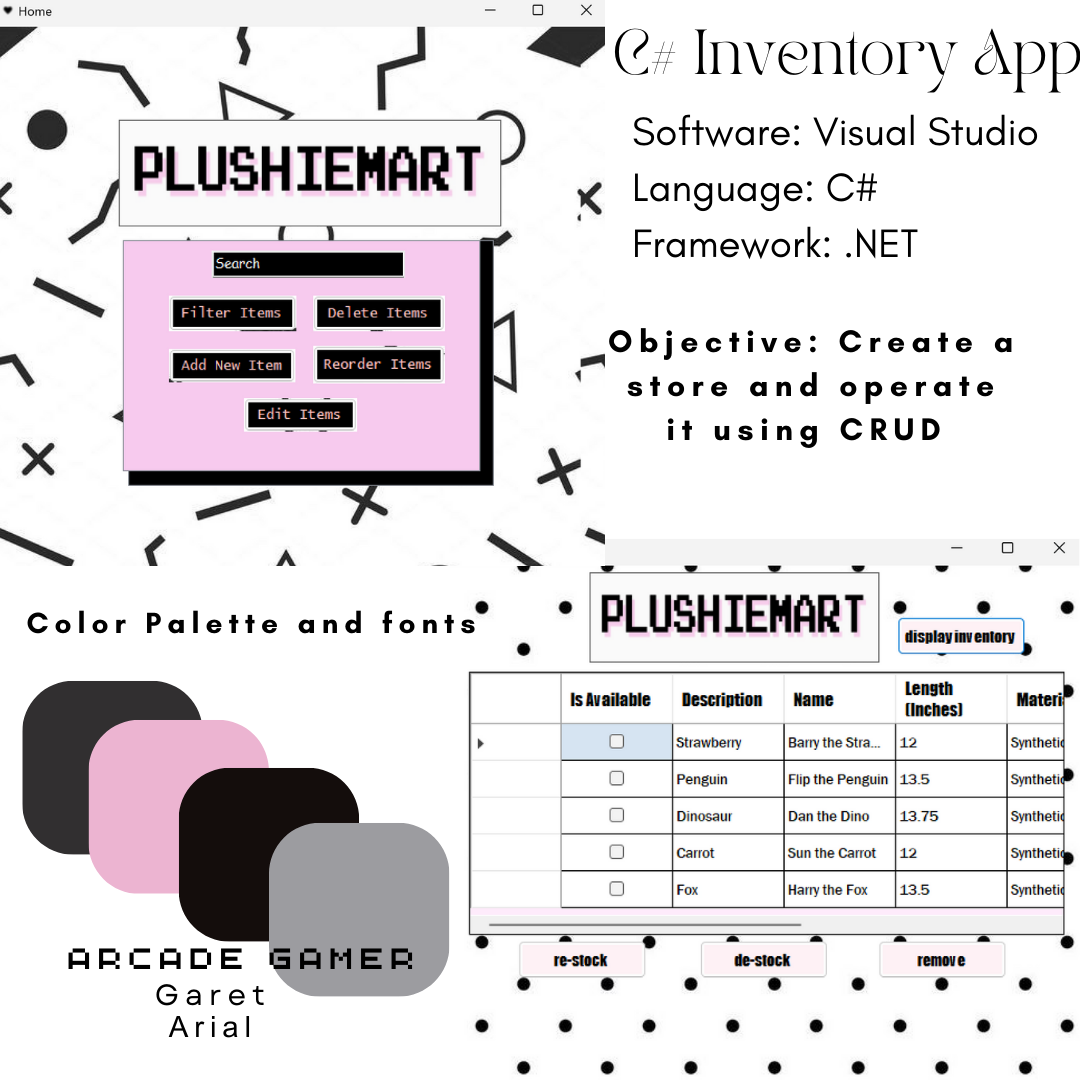 Home
PLUSHIEMART
Search
Filter Items
Delete Items
Add New Item
Reorder Items
Edit Items
C# Inventory App
Software: Visual Studio
Language: C#
Framework: .NET
Objective: Create a
store and operate
it using CRUD
Color Palette and fonts
ARCADE GAMER
Garet
Arial
PLUSHIEMART
display inventory
Is Available Description Name Length (Inches) Materi
Strawberry Barry the Stra... 12 Synthetic
Penguin Flip the Penguin 13.5 Synthetic
Dinosaur Dan the Dino 13.75 Synthetic
Carrot Sun the Carrot 12 Synthetic
Fox Harry the Fox 13.5 Synthetic
re-stock
de-stock
remove